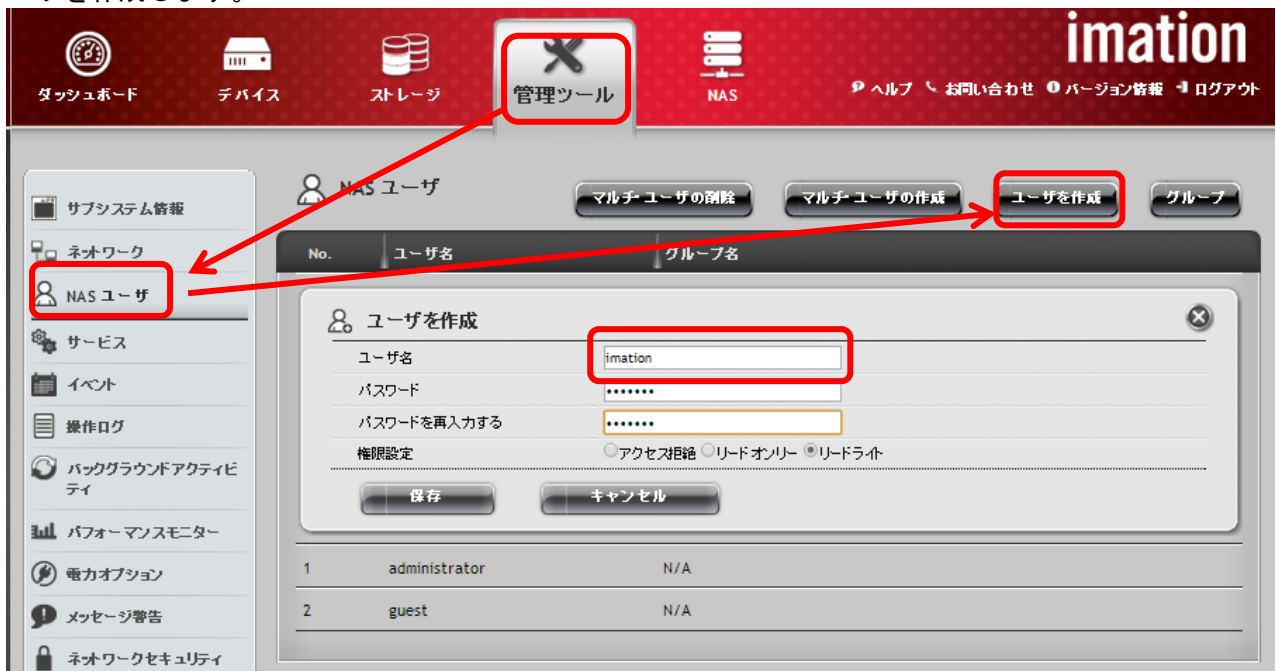 を作成します。
imation
ダッシュボード
デバイス
ストレージ
管理ツール
NAS
ヘルプ お問い合わせ バージョン情報 ログアウト
サブシステム情報
ネットワーク
NAS ユーザ
サービス
イベント
操作ログ
バックグラウンドアクティビ
ティ
パフォーマンスモニター
電力オプション
メッセージ警告
ネットワークセキュリティ
NAS ユーザ
マルチ・ユーザの削除
マルチ・ユーザの作成
ユーザを作成
グループ
No. ユーザ名 グループ名
ユーザを作成
ユーザ名 imation
パスワード •••••••
パスワードを再入力する •••••••
権限設定 アクセス拒絶 リードオンリー リードライト
保存 キャンセル
1 administrator N/A
2 guest N/A